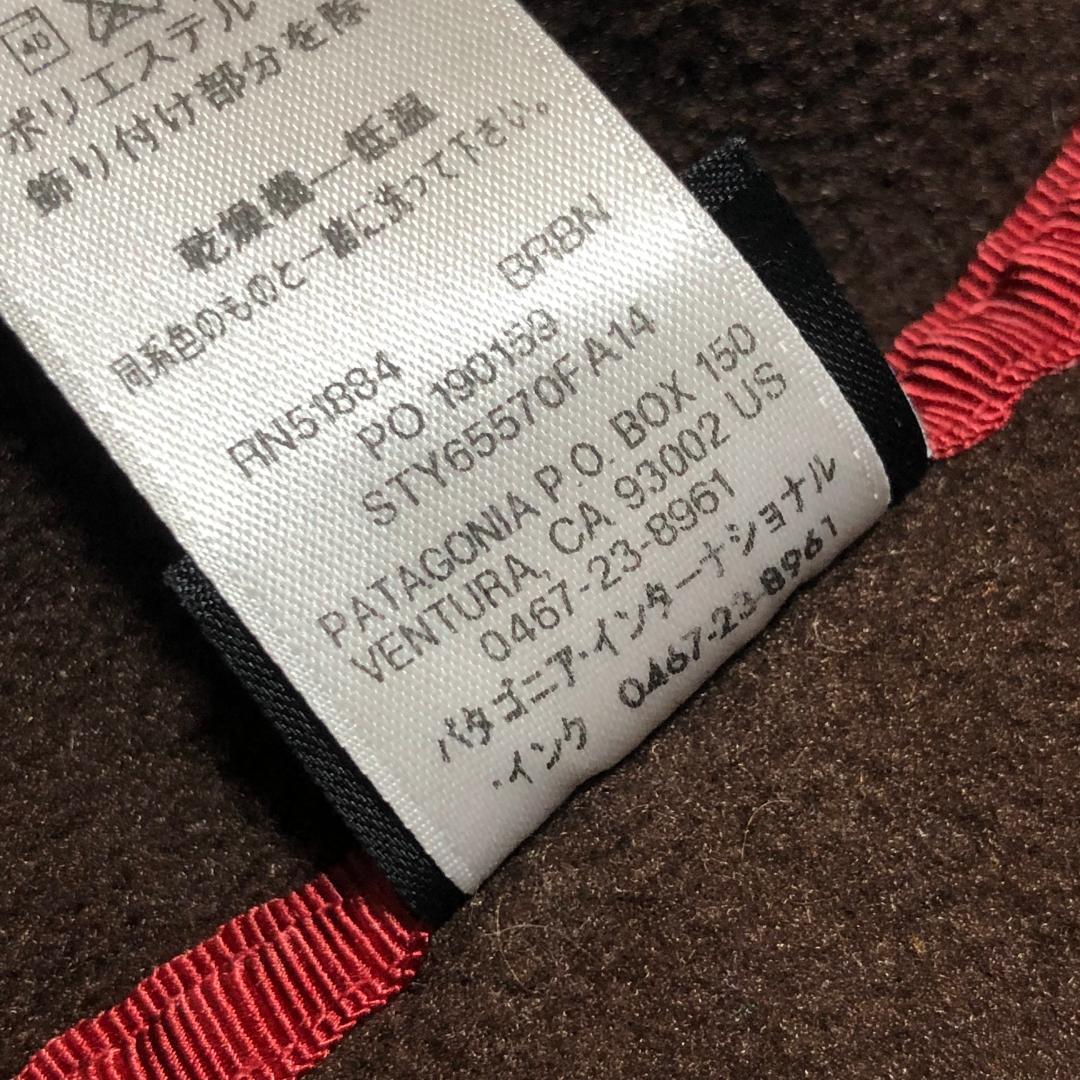 40
ポリエステル
飾り付け部分を除
乾燥機—低温
同系色のものと一緒に洗って下さい。
BRBN
RN51884
PO 190159
STY65570FA14
PATAGONIA P.O. BOX 150
VENTURA, CA 93002 US
0467-23-8961
パタゴニア・インターナショナル
・インク 0467-23-8961